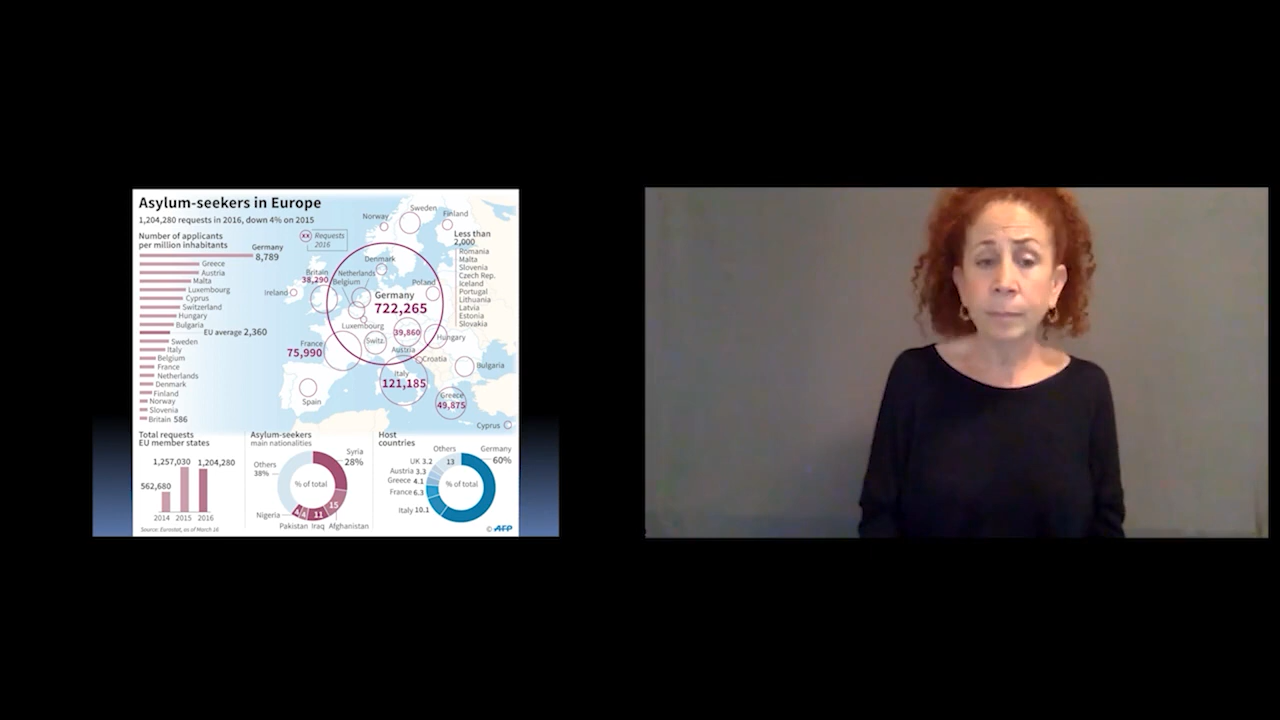 Asylum-seekers in Europe
1,204,280 requests in 2016, down 4% on 2015
Number of applicants
per million inhabitants
Germany
8,789
Greece
Austria
Malta
Luxembourg
Cyprus
Switzerland
Hungary
Bulgaria
EU average 2,360
Sweden
Italy
Belgium
France
Netherlands
Denmark
Finland
Norway
Slovenia
Britain 586
xx Requests
2016
Norway
Sweden
Finland
Less than
2,000
Romania
Malta
Slovenia
Czech Rep.
Iceland
Portugal
Lithuania
Latvia
Estonia
Slovakia
Denmark
Britain
38,290
Netherlands
Belgium
Ireland
Poland
Germany
722,265
Luxembourg
39,860
Austria
Switz.
Hungary
France
75,990
Croatia
Italy
121,185
Bulgaria
Spain
Greece
49,875
Cyprus
Total requests
EU member states
1,257,030
1,204,280
562,680
2014 2015 2016
Source: Eurostat, as of March 16
Asylum-seekers
main nationalities
Syria
28%
Others
38%
% of total
15
11
4
4
Nigeria
Pakistan Iraq Afghanistan
Host
countries
Others
13
Germany
60%
UK 3.2
Austria 3.3
Greece 4.1
France 6.3
Italy 10.1
% of total
© AFP